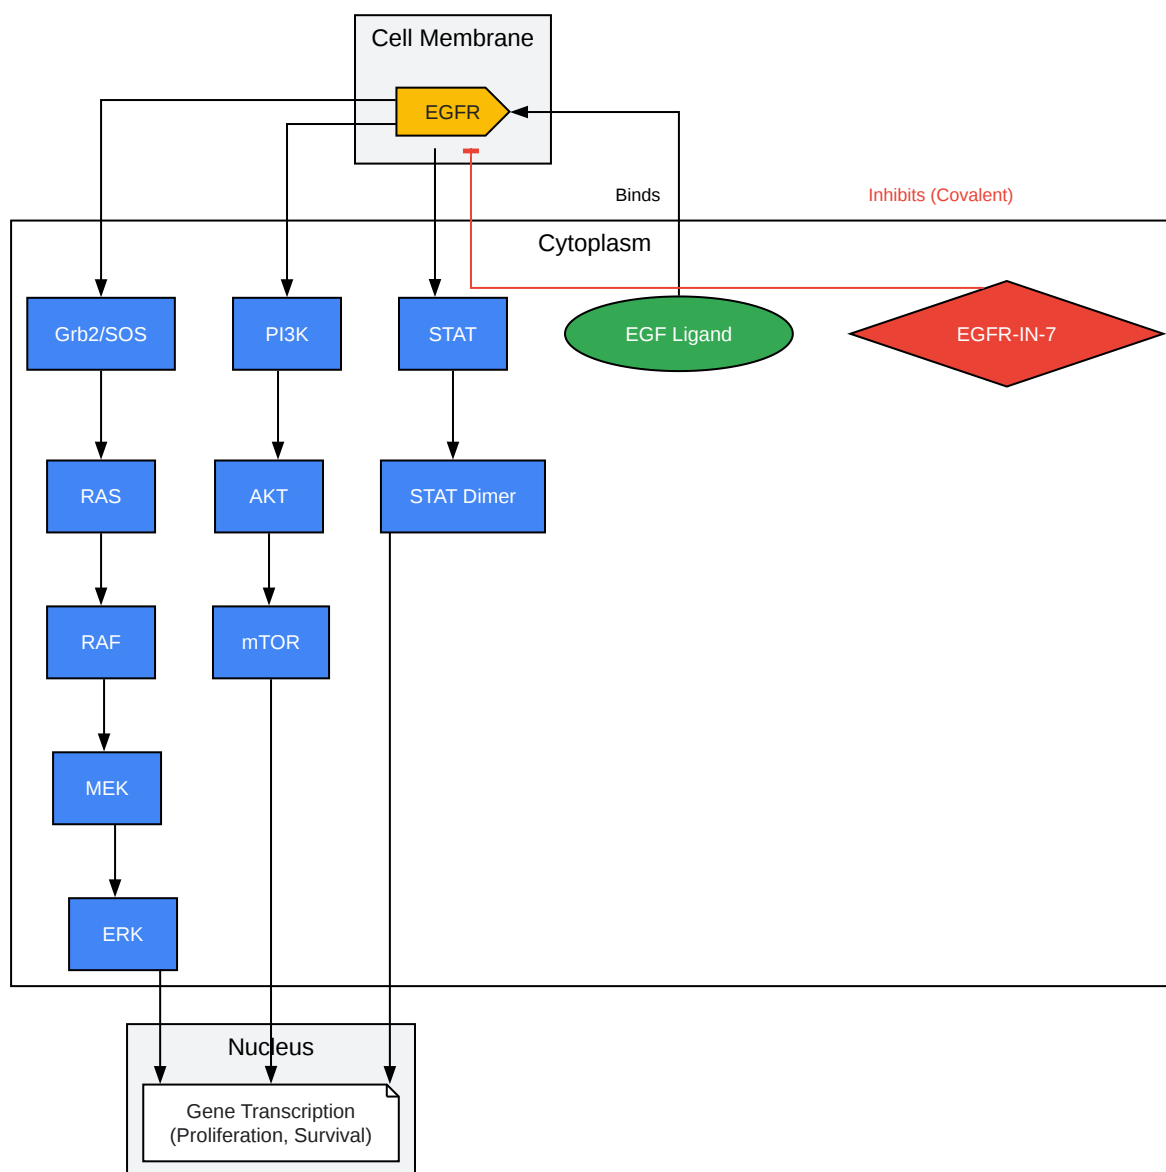 Cell Membrane
EGFR
Binds
Inhibits (Covalent)
Cytoplasm
Grb2/SOS
PI3K
STAT
EGF Ligand
EGFR-IN-7
RAS
AKT
STAT Dimer
RAF
mTOR
MEK
ERK
Nucleus
Gene Transcription
(Proliferation, Survival)